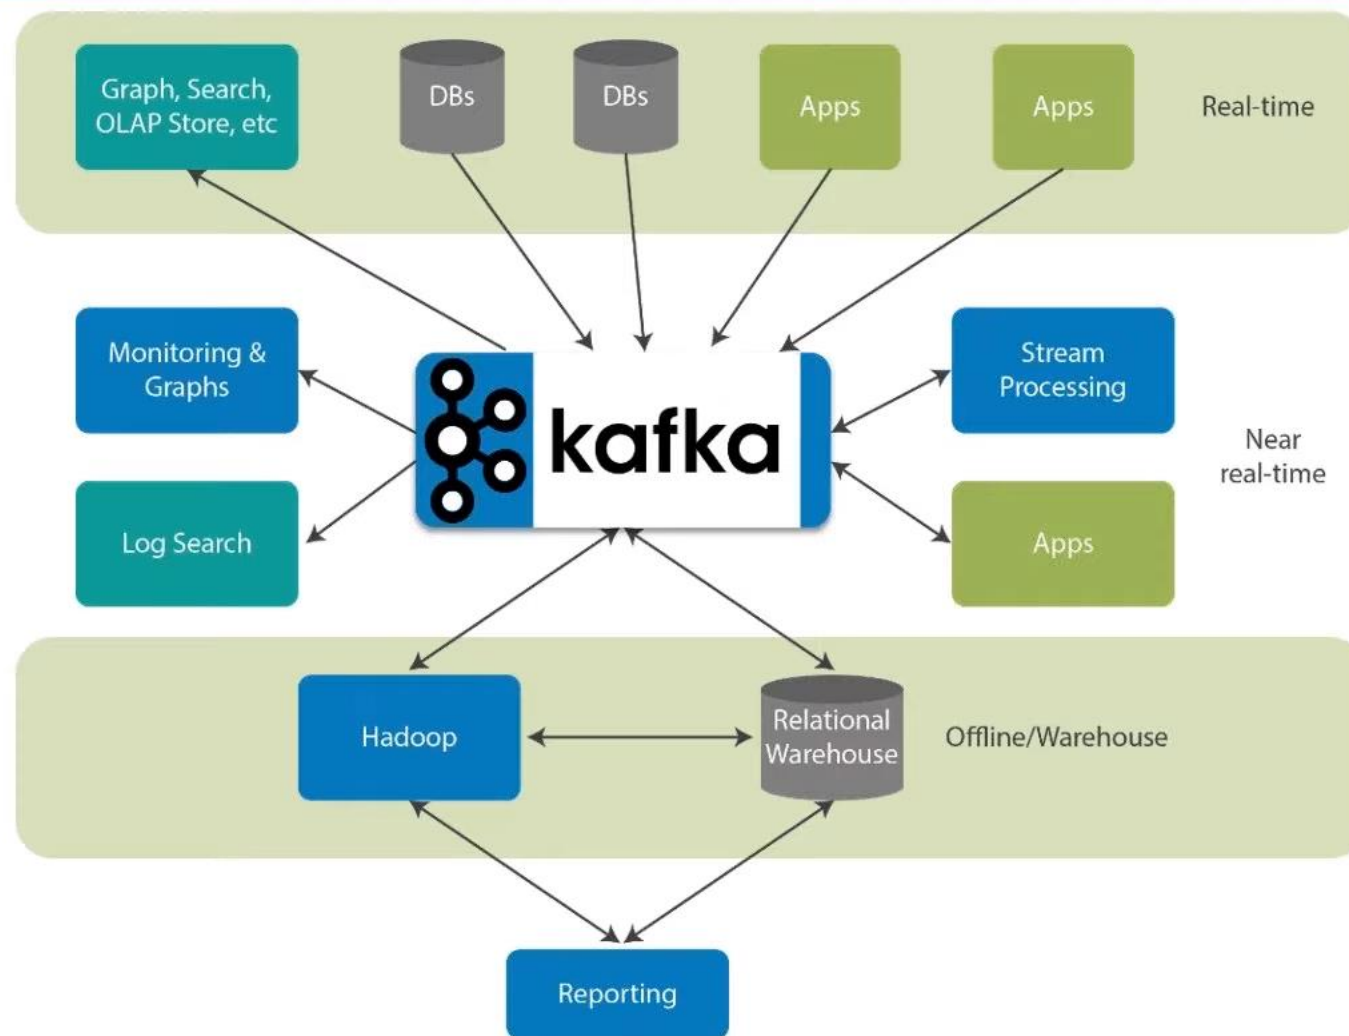 Graph, Search,
OLAP Store, etc
DBs
DBs
Apps
Apps
Real-time
Monitoring &
Graphs
kafka
Stream
Processing
Near
real-time
Log Search
Apps
Hadoop
Relational
Warehouse
Offline/Warehouse
Reporting